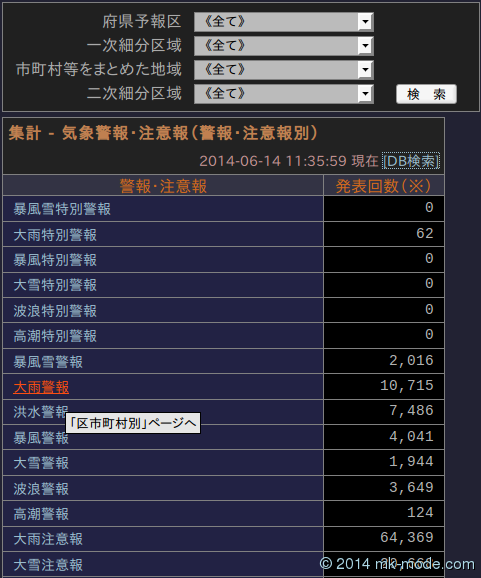 府県予報区 《全て》
一次細分区域 《全て》
市町村等をまとめた地域 《全て》
二次細分区域 《全て》 検 索
集計 - 気象警報・注意報（警報・注意報別）
2014-06-14 11:35:59 現在 [DB検索]
警報・注意報 発表回数(※)
暴風雪特別警報 0
大雨特別警報 62
暴風特別警報 0
大雪特別警報 0
波浪特別警報 0
高潮特別警報 0
暴風雪警報 2,016
大雨警報 10,715
洪水警報 7,486
「区市町村別」ページへ
暴風警報 4,041
大雪警報 1,944
波浪警報 3,649
高潮警報 124
大雨注意報 64,369
大雪注意報
© 2014 mk-mode.com